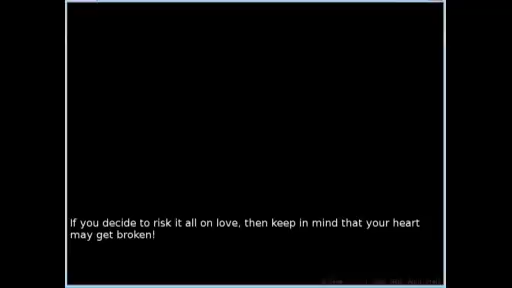 If you decide to risk it all on love, then keep in mind that your heart
may get broken!